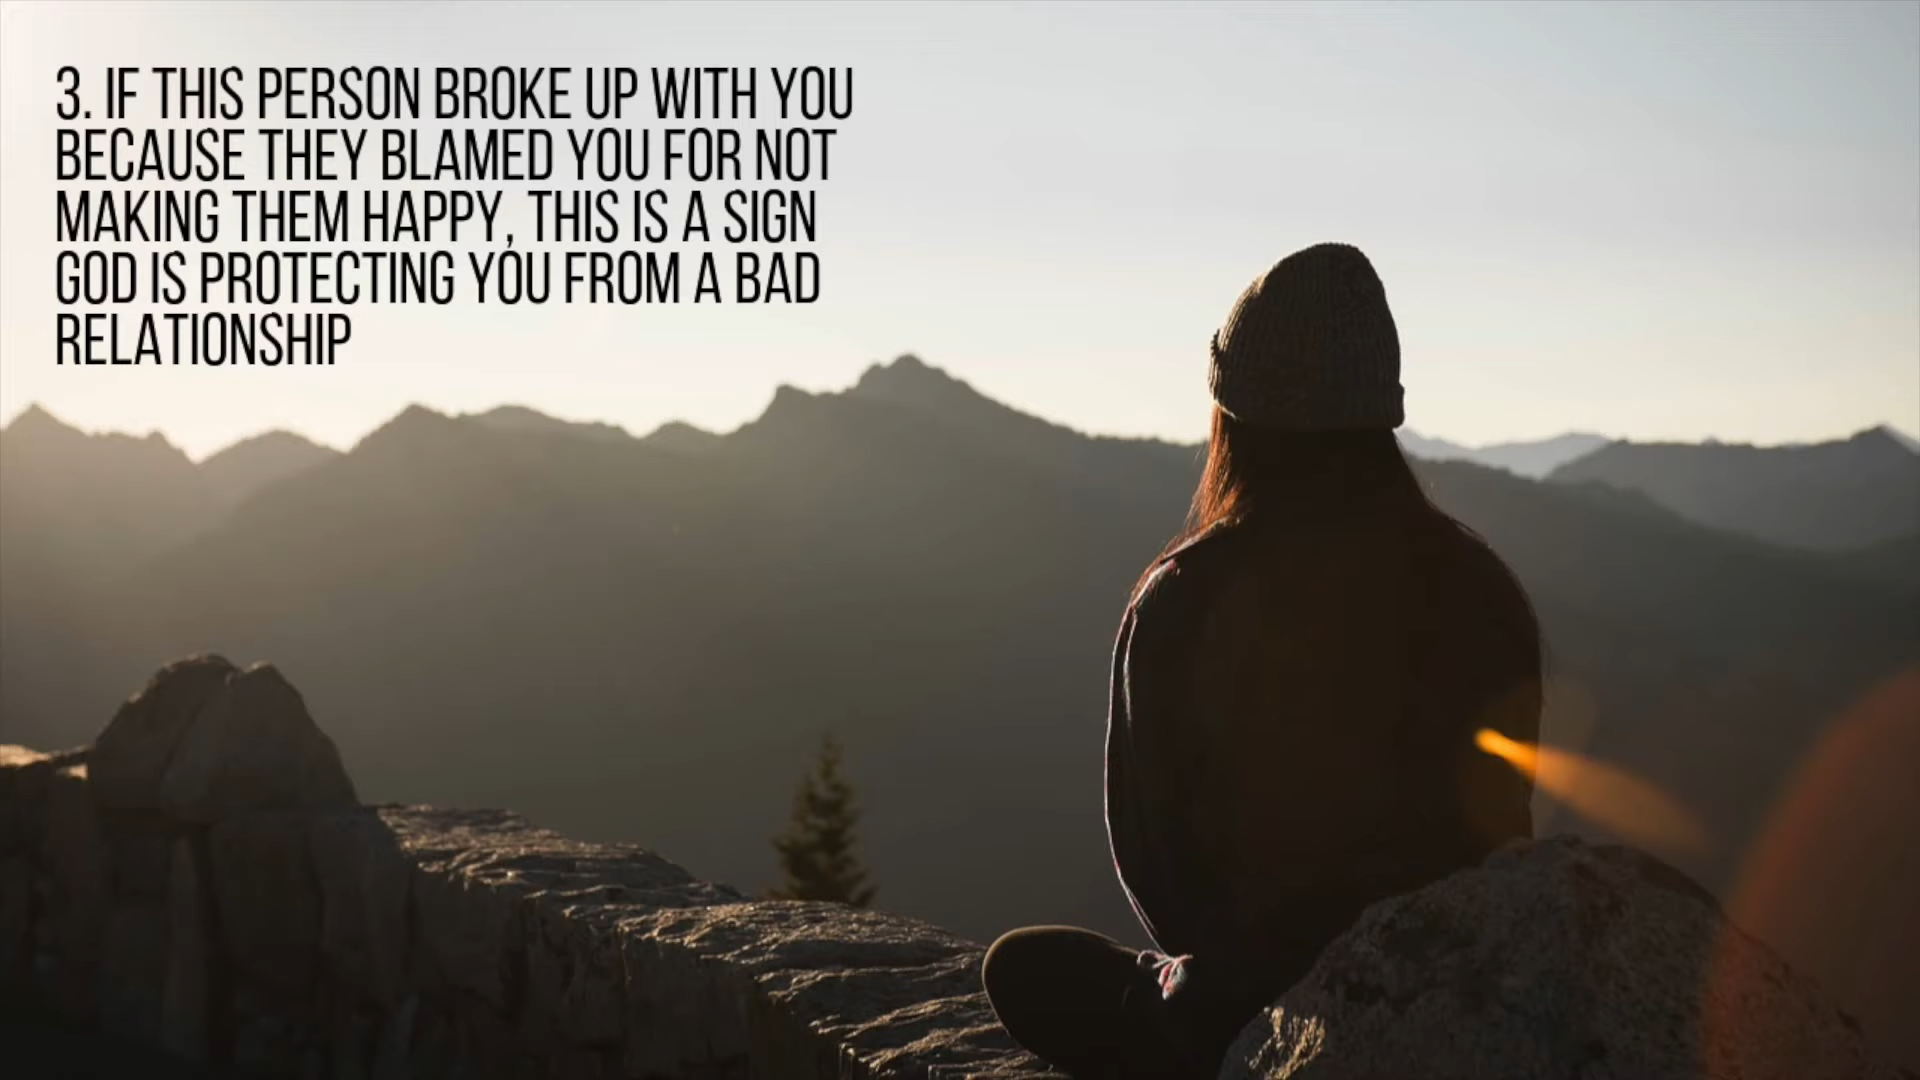 3. IF THIS PERSON BROKE UP WITH YOU
BECAUSE THEY BLAMED YOU FOR NOT
MAKING THEM HAPPY, THIS IS A SIGN
GOD IS PROTECTING YOU FROM A BAD
RELATIONSHIP